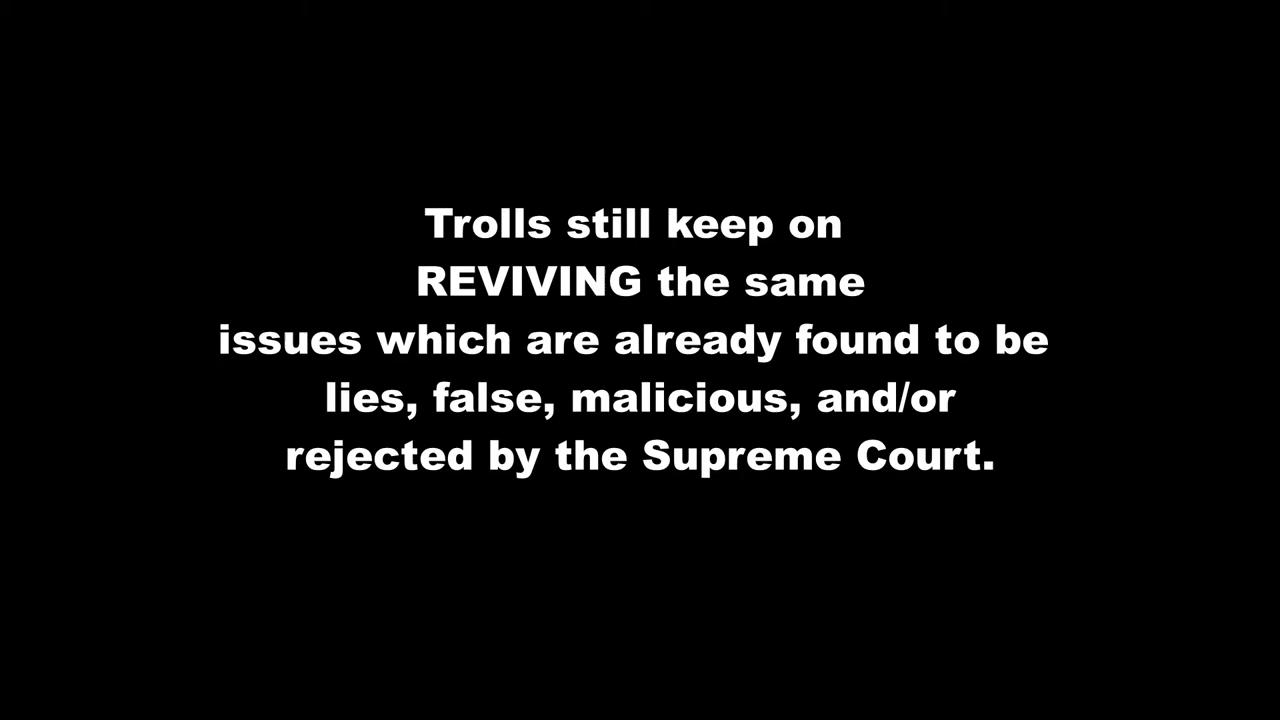 Trolls still keep on
REVIVING the same
issues which are already found to be
lies, false, malicious, and/or
rejected by the Supreme Court.